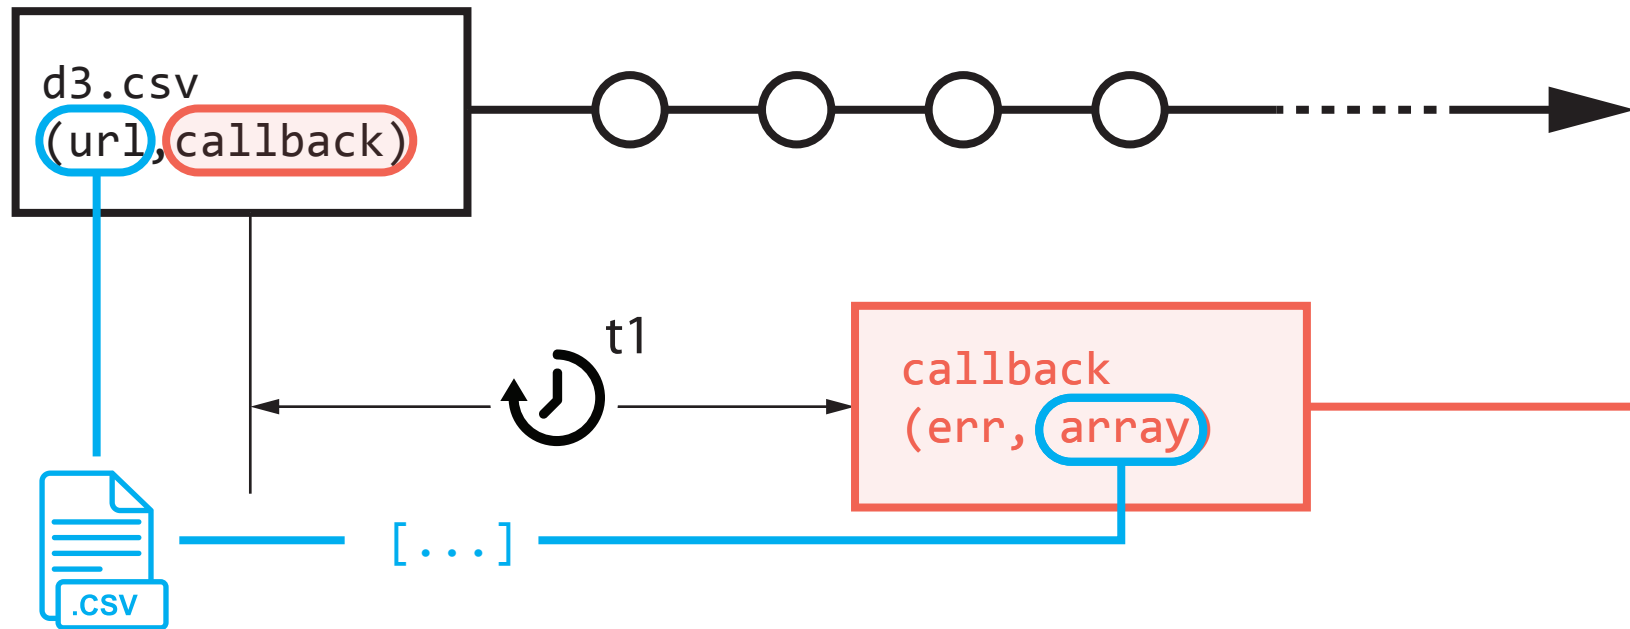 d3.csv
(url,callback)
t1
callback
(err, array)
[...]
.CSV